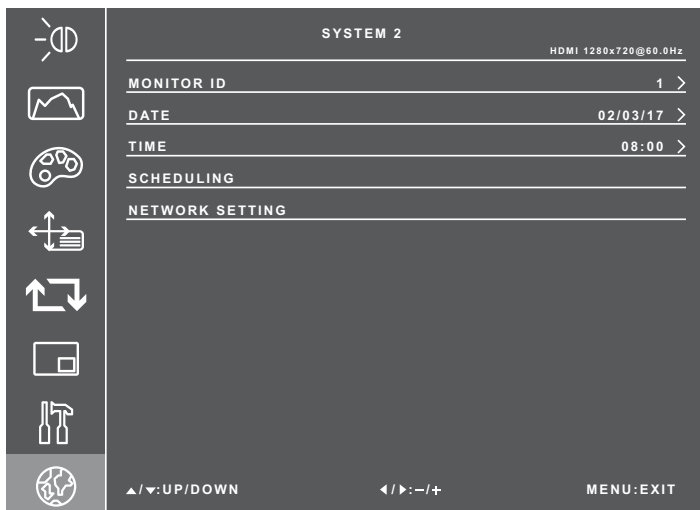 SYSTEM 2
HDMI 1280x720@60.0Hz
MONITOR ID 1 >
DATE 02/03/17 >
TIME 08:00 >
SCHEDULING
NETWORK SETTING
▲/▼:UP/DOWN ◀/▶:−/+ MENU:EXIT